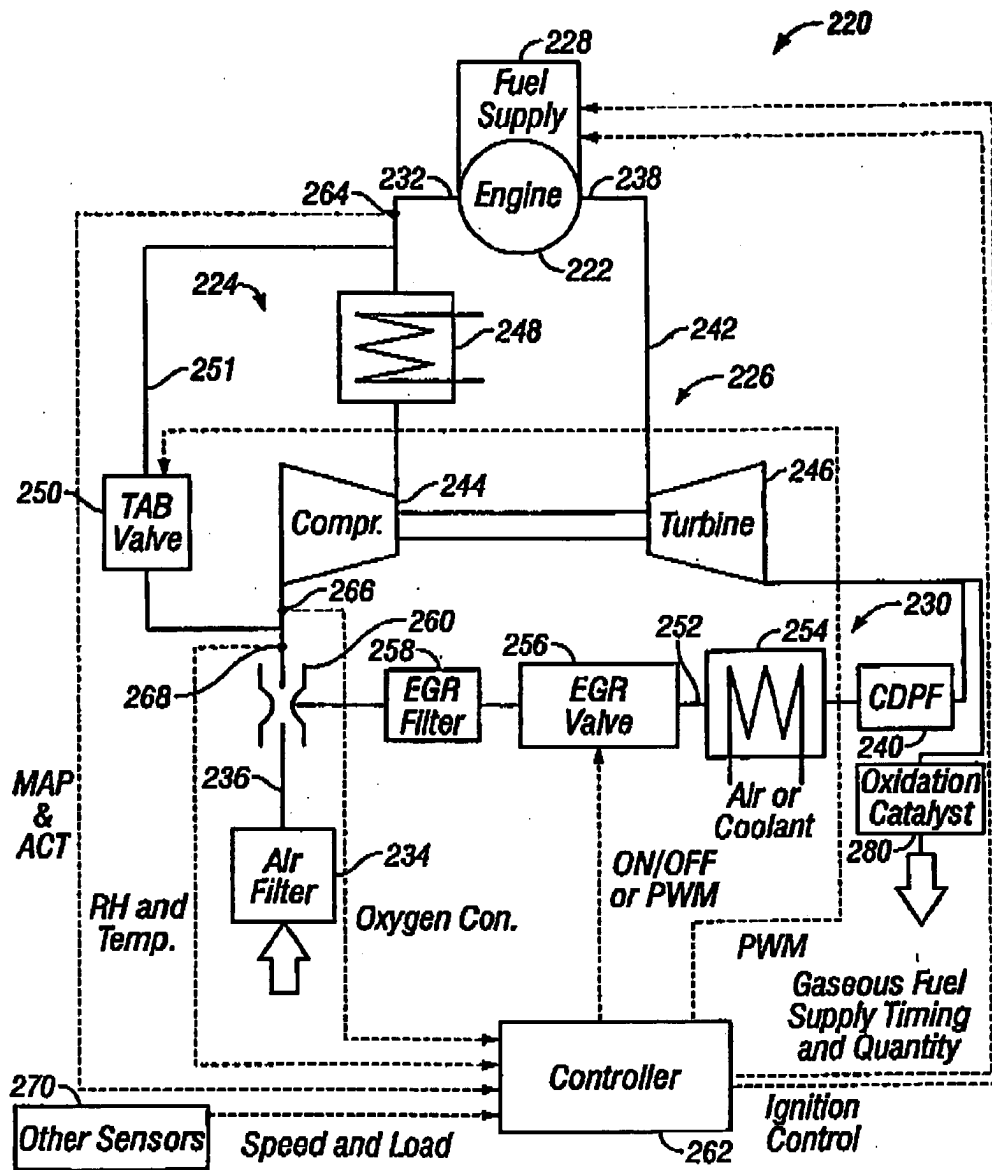 220
228
Fuel
Supply
232
238
264
Engine
222
224
248
242
251
226
250
TAB
Valve
244
246
Compr.
Turbine
266
230
260
258
256
252
254
268
EGR
Filter
EGR
Valve
CDPF
240
236
MAP
&
ACT
Air or
Coolant
Oxidation
Catalyst
280
234
Air
Filter
ON/OFF
or PWM
RH and
Temp.
Oxygen Con.
PWM
Gaseous Fuel
Supply Timing
and Quantity
270
Controller
Other Sensors
Speed and Load
Ignition
Control
262